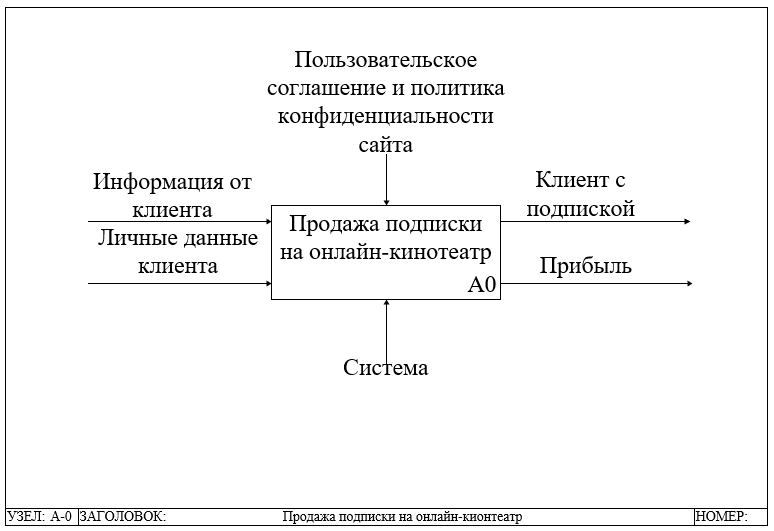 Пользовательское
соглашение и политика
конфиденциальности
сайта
Информация от
клиента
Личные данные
клиента
Продажа подписки
на онлайн-кинотеатр
A0
Клиент с
подпиской
Прибыль
Система
УЗЕЛ: A-0 ЗАГОЛОВОК: Продажа подписки на онлайн-кионтеатр НОМЕР: